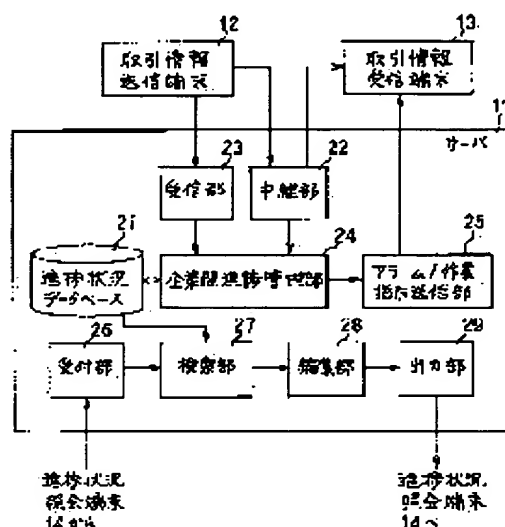 12
取引情報
送信端末
13
取引情報
受信端末
11
サーバ
23
受信部
22
中継部
21
進捗状況
データベース
24
企業間進捗管理部
25
アラーム/作業
指示送信部
26
受付部
27
検索部
28
編集部
29
出力部
進捗状況
照会端末
14から
進捗状況
照会端末
14へ